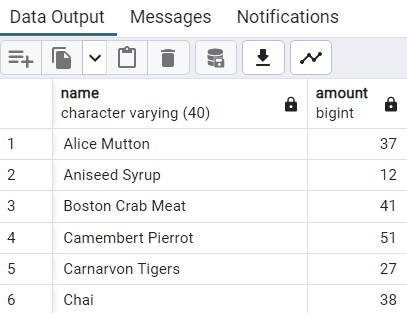 Data Output Messages Notifications
name amount
character varying (40) bigint
1 Alice Mutton 37
2 Aniseed Syrup 12
3 Boston Crab Meat 41
4 Camembert Pierrot 51
5 Carnarvon Tigers 27
6 Chai 38